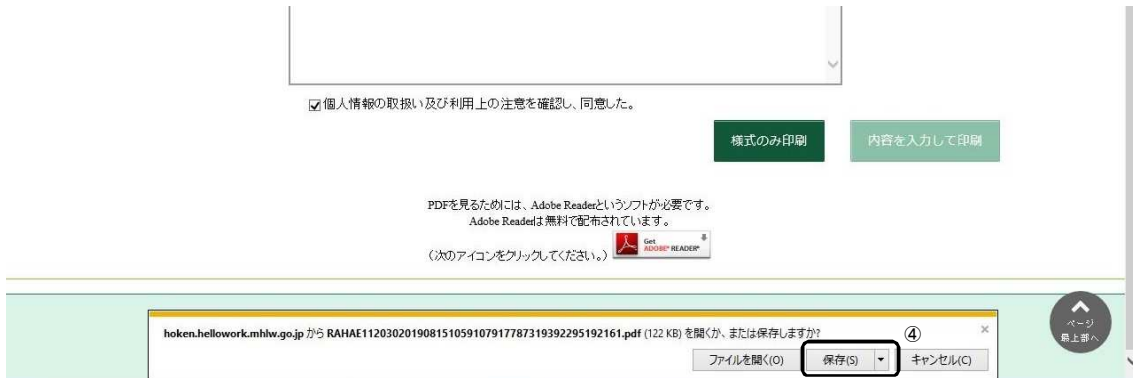 個人情報の取扱い及び利用上の注意を確認し、同意した。
様式のみ印刷
内容を入力して印刷
PDFを見るためには、Adobe Readerというソフトが必要です。
Adobe Readerは無料で配布されています。
（次のアイコンをクリックしてください。）
Get
ADOBE® READER®
ページ
最上部へ
hoken.hellowork.mhlw.go.jp から RAHAE11203020190815105910791778731939229519​2161.pdf (122 KB) を開くか、または保存しますか?
④
×
ファイルを開く(O)
保存(S)
キャンセル(C)